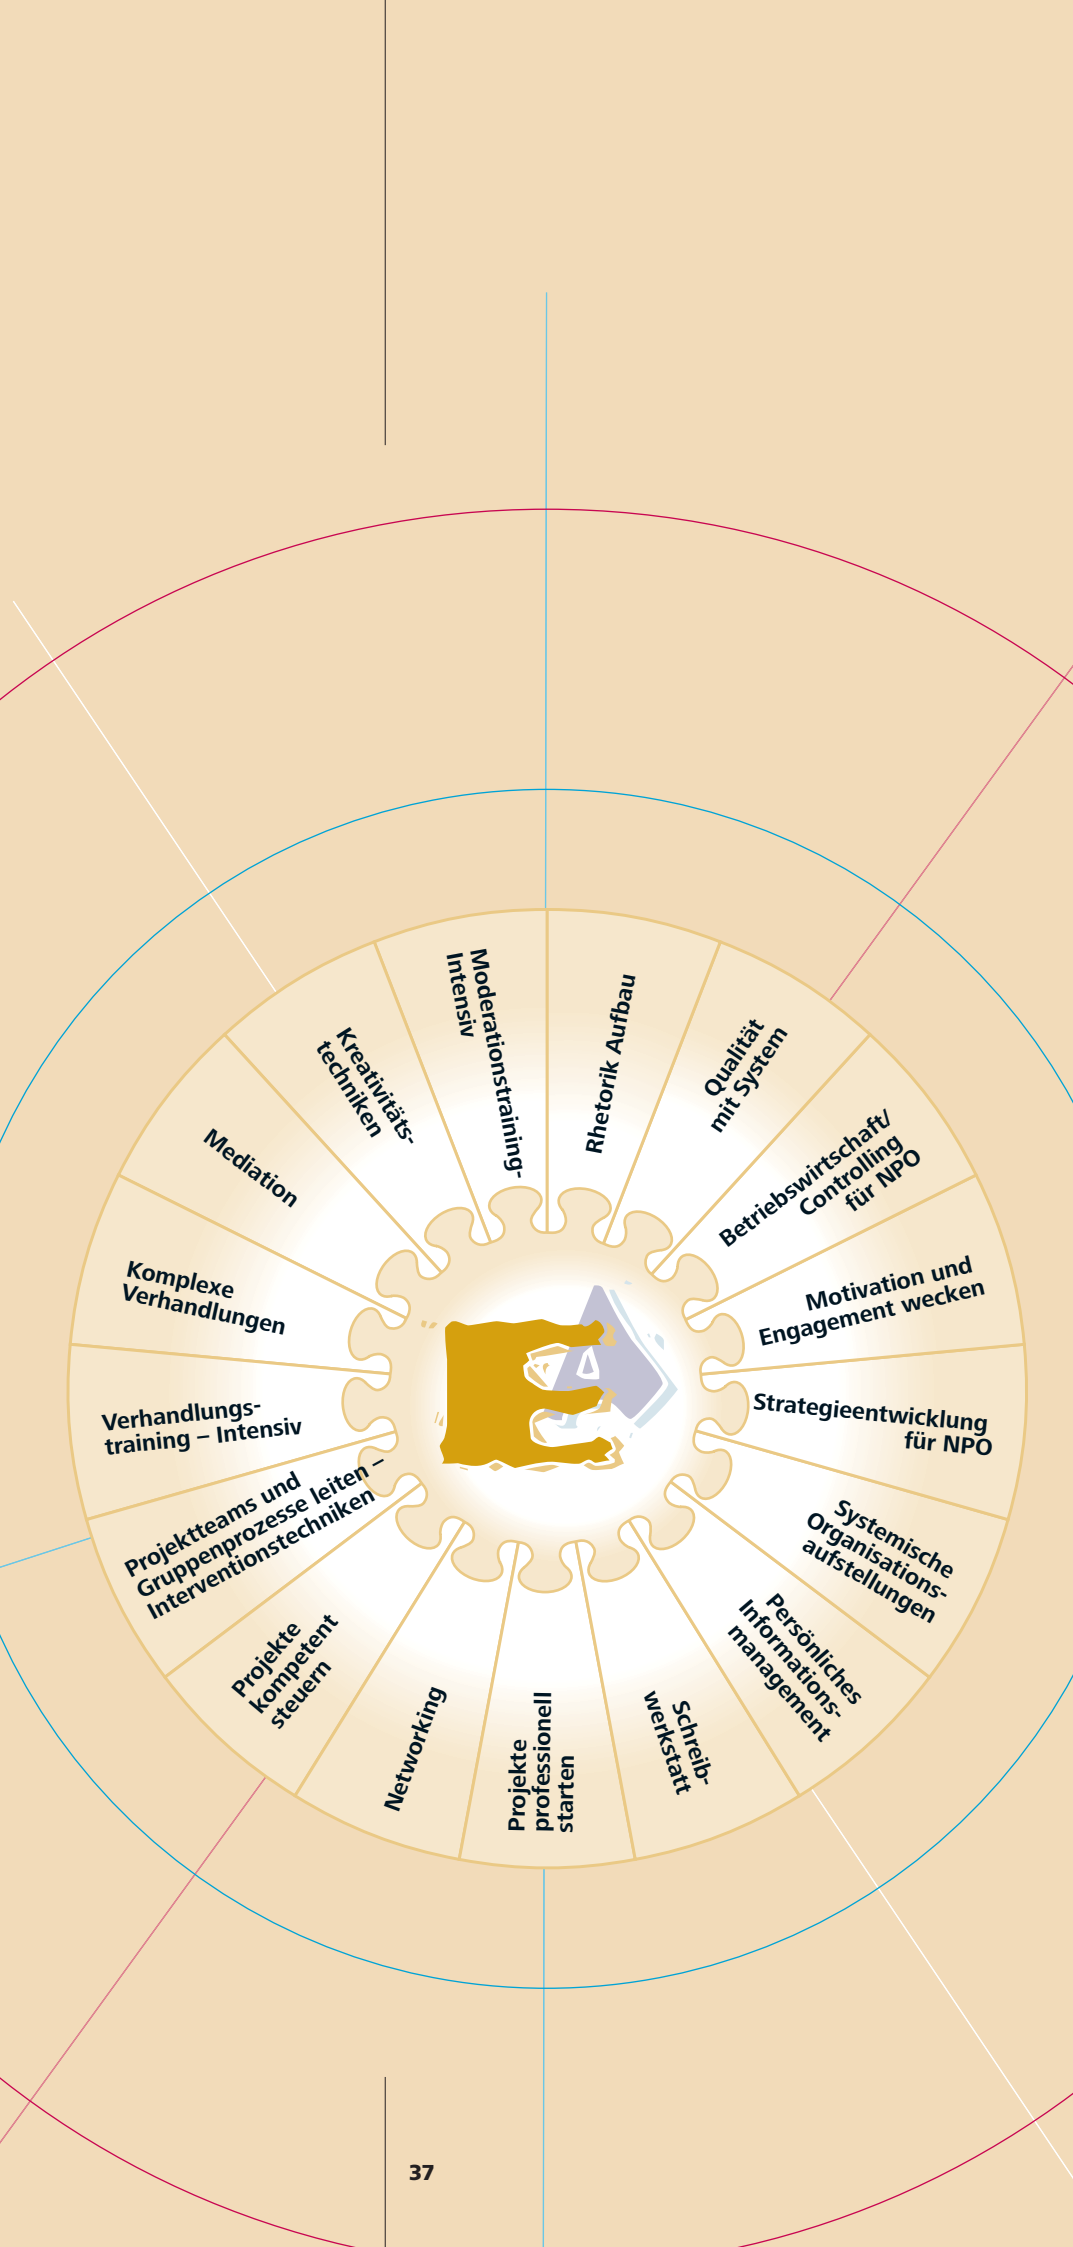 Moderationstraining-
Intensiv
Rhetorik Aufbau
Qualität
mit System
Betriebswirtschaft/
Controlling
für NPO
Motivation und
Engagement wecken
Strategieentwicklung
für NPO
Systemische
Organisations-
aufstellungen
Persönliches
Informations-
management
Schreib-
werkstatt
Projekte
professionell
starten
Networking
Projekte
kompetent
steuern
Projektteams und
Gruppenprozesse leiten –
Interventionstechniken
Verhandlungs-
training – Intensiv
Komplexe
Verhandlungen
Mediation
Kreativitäts-
techniken
E
37